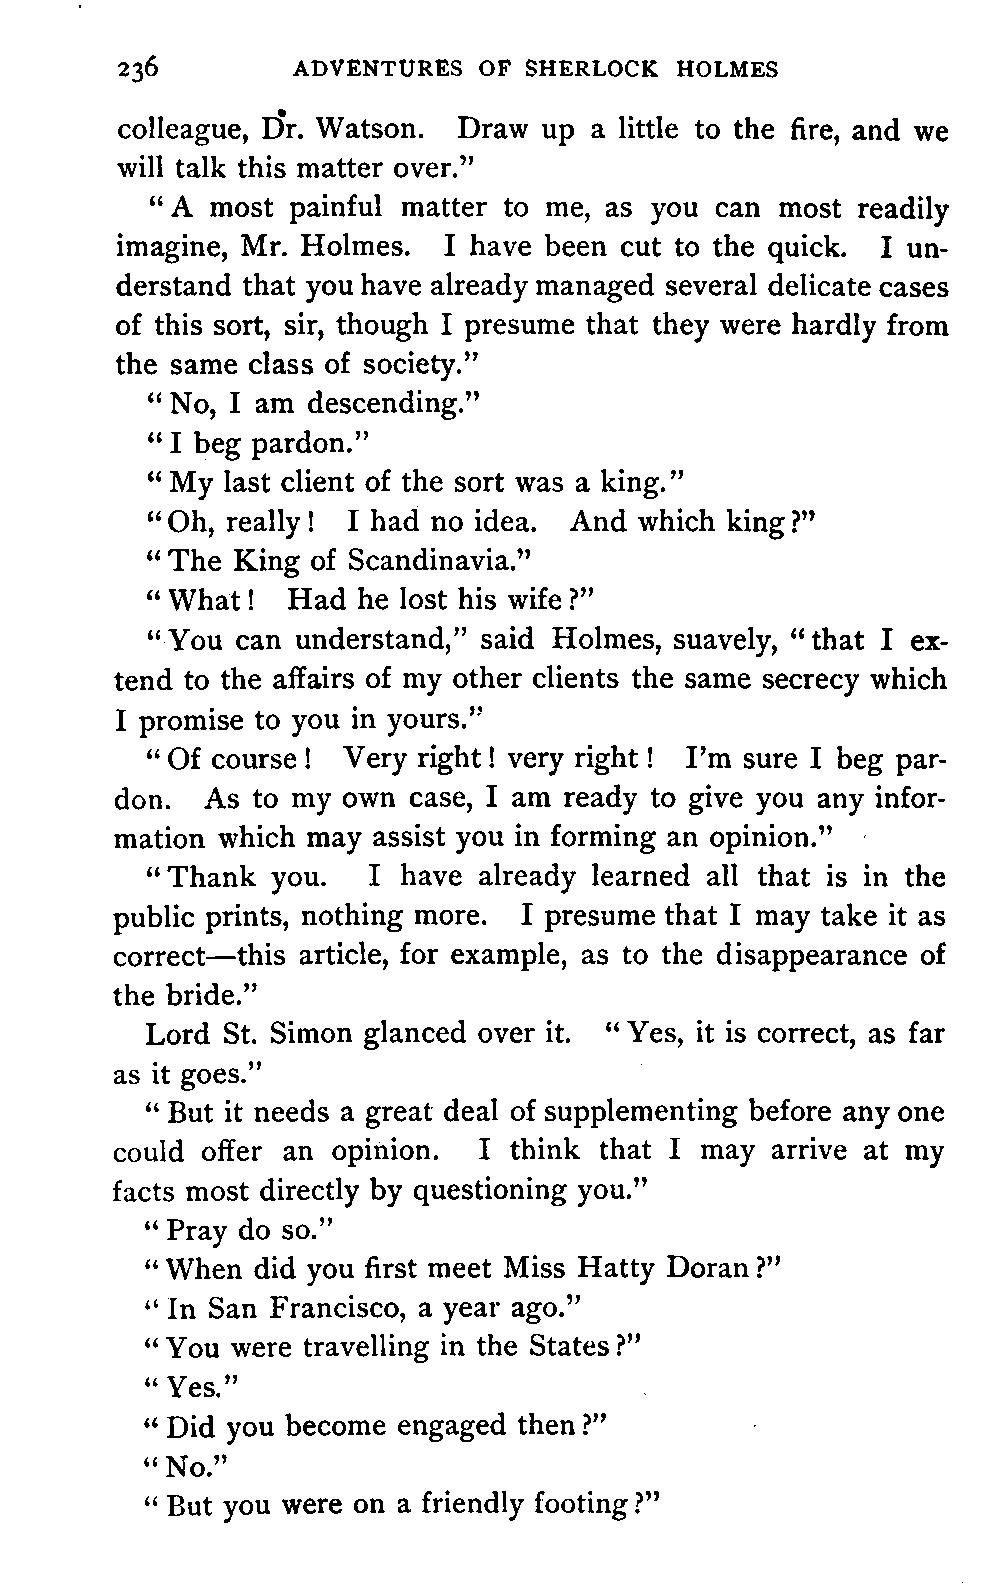 236 ADVENTURES OF SHERLOCK HOLMES
colleague, Dr. Watson. Draw up a little to the fire, and we
will talk this matter over."
"A most painful matter to me, as you can most readily
imagine, Mr. Holmes. I have been cut to the quick. I un-
derstand that you have already managed several delicate cases
of this sort, sir, though I presume that they were hardly from
the same class of society."
"No, I am descending."
"I beg pardon."
"My last client of the sort was a king."
"Oh, really! I had no idea. And which king?"
"The King of Scandinavia."
"What! Had he lost his wife?"
"You can understand," said Holmes, suavely, "that I ex-
tend to the affairs of my other clients the same secrecy which
I promise to you in yours."
"Of course! Very right! very right! I'm sure I beg par-
don. As to my own case, I am ready to give you any infor-
mation which may assist you in forming an opinion."
"Thank you. I have already learned all that is in the
public prints, nothing more. I presume that I may take it as
correct—this article, for example, as to the disappearance of
the bride."
Lord St. Simon glanced over it. "Yes, it is correct, as far
as it goes."
"But it needs a great deal of supplementing before any one
could offer an opinion. I think that I may arrive at my
facts most directly by questioning you."
"Pray do so."
"When did you first meet Miss Hatty Doran?"
"In San Francisco, a year ago."
"You were travelling in the States?"
"Yes."
"Did you become engaged then?"
"No."
"But you were on a friendly footing?"